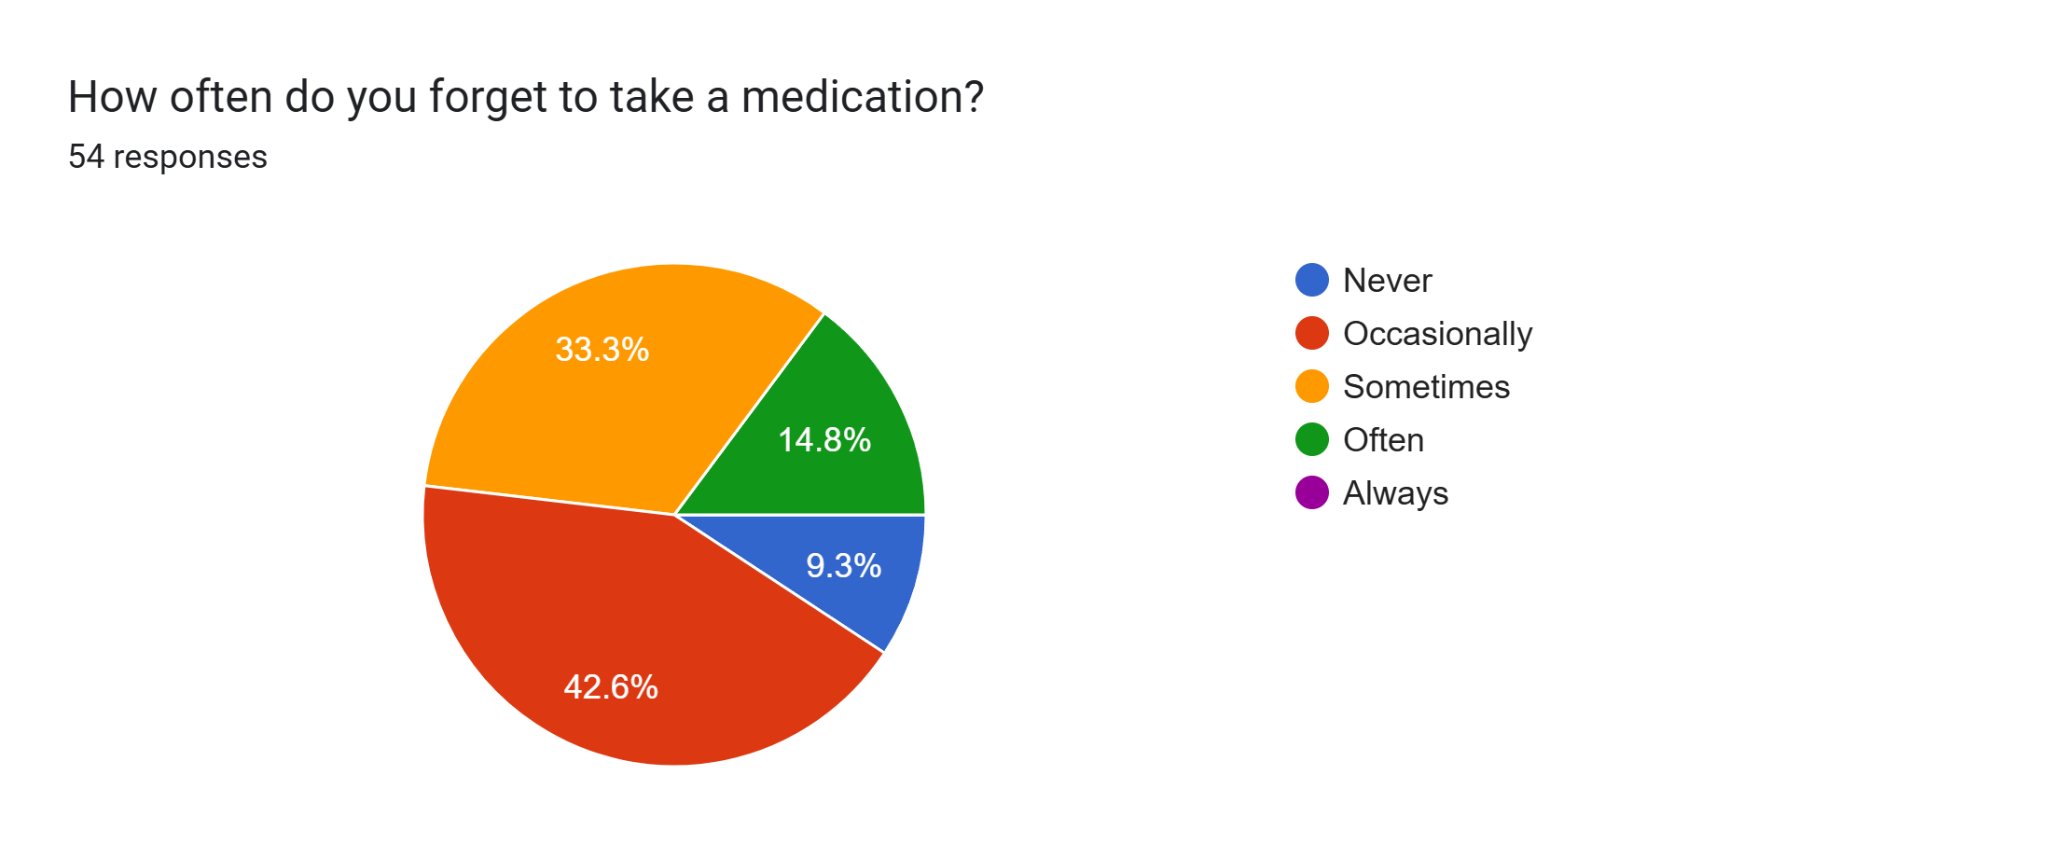 How often do you forget to take a medication?
54 responses
33.3%
14.8%
9.3%
42.6%
Never
Occasionally
Sometimes
Often
Always